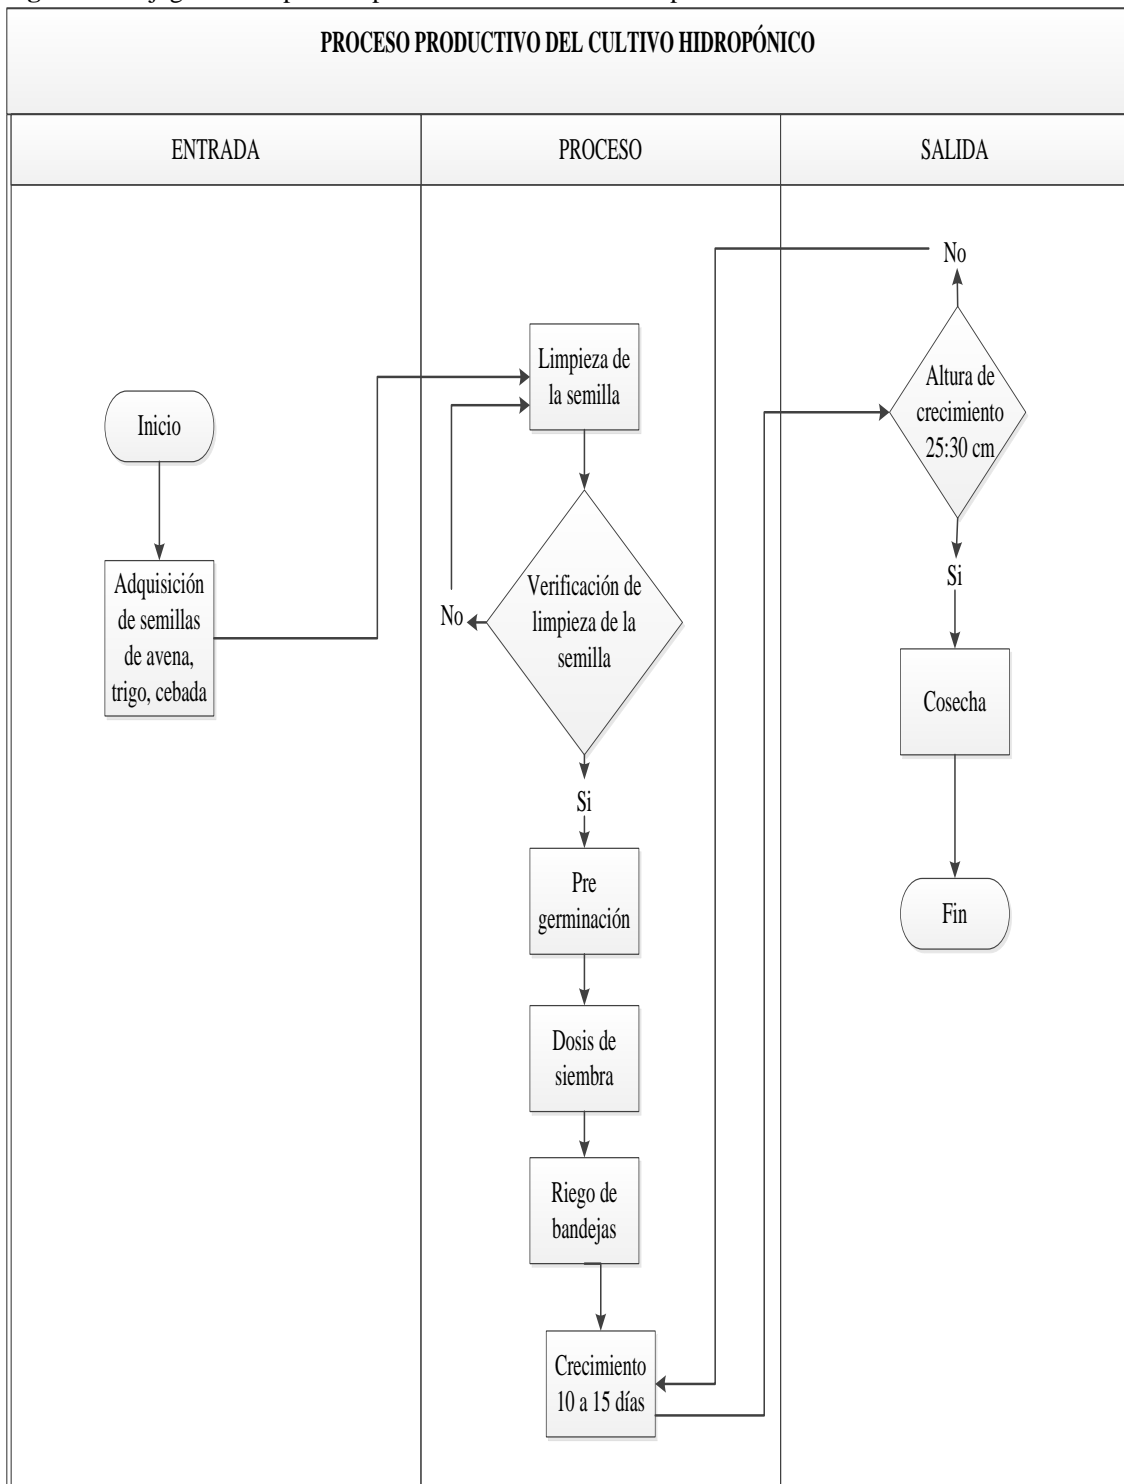 PROCESO PRODUCTIVO DEL CULTIVO HIDROPÓNICO
ENTRADA
PROCESO
SALIDA
Inicio
Adquisición
de semillas
de avena,
trigo, cebada
Limpieza de
la semilla
Verificación de
limpieza de la
semilla
No
Si
Pre
germinación
Dosis de
siembra
Riego de
bandejas
Crecimiento
10 a 15 días
No
Altura de
crecimiento
25:30 cm
Si
Cosecha
Fin